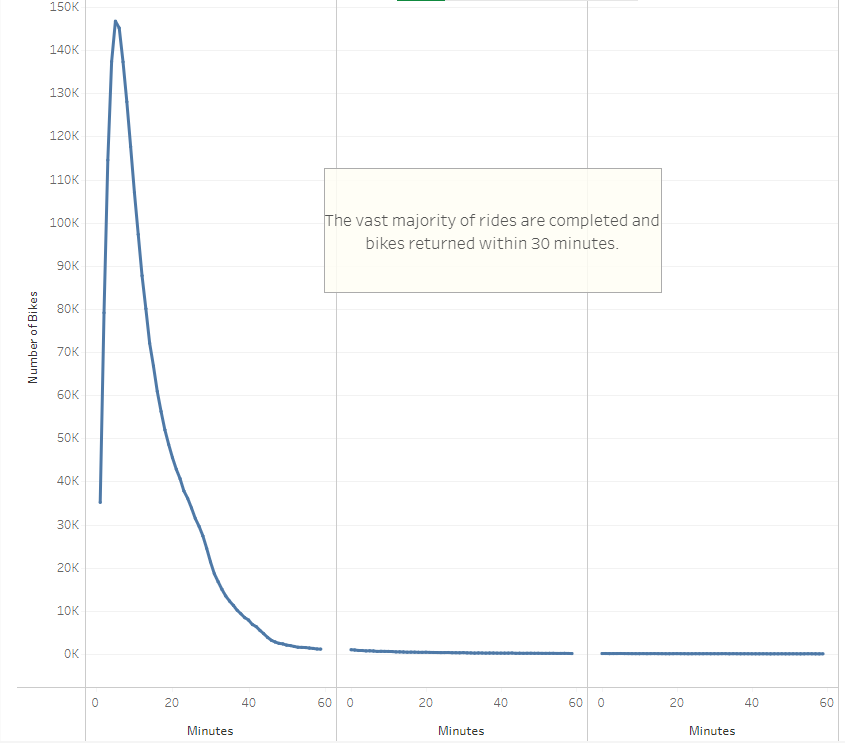 150K
140K
130K
120K
110K
100K
90K
80K
70K
60K
50K
40K
30K
20K
10K
0K
Number of Bikes
The vast majority of rides are completed and
bikes returned within 30 minutes.
0 20 40 60 0 20 40 60 0 20 40 60
Minutes Minutes Minutes